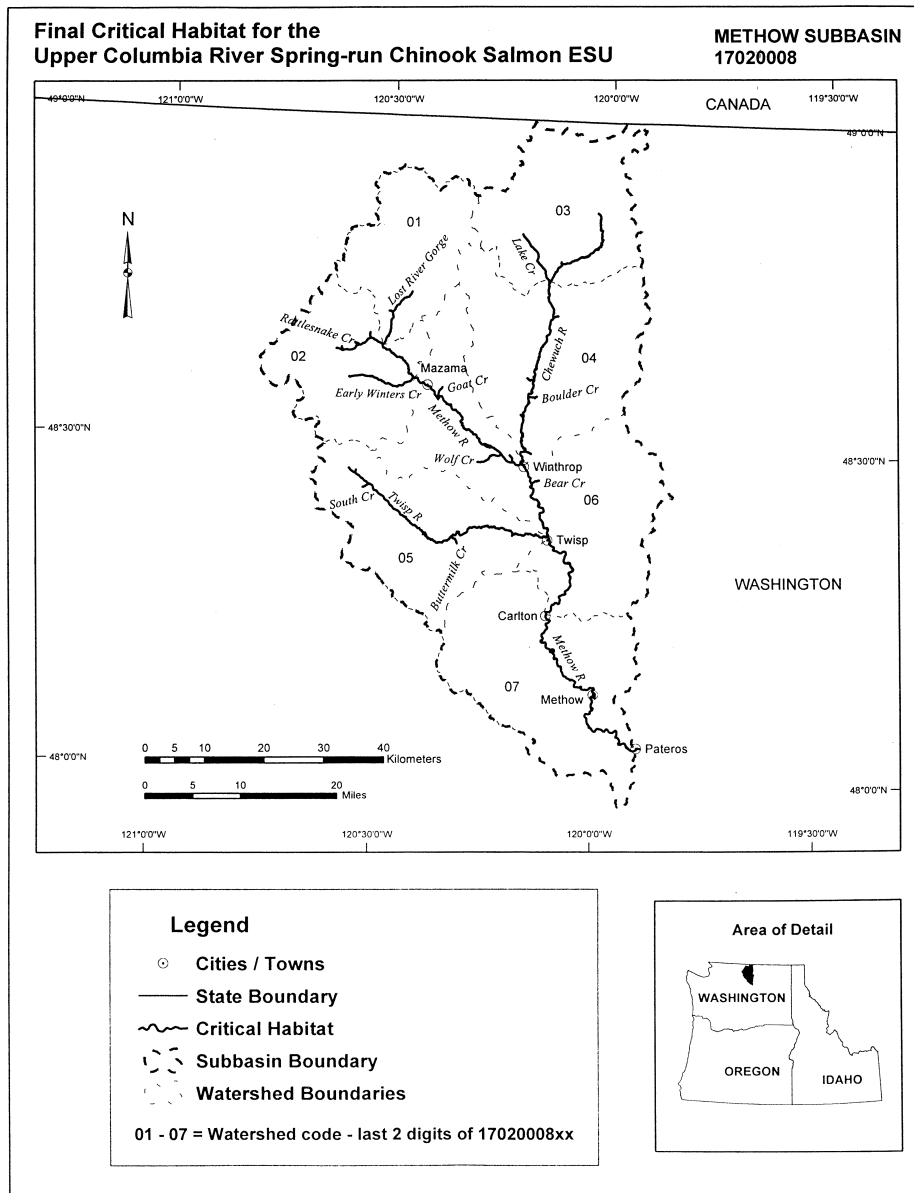 Final Critical Habitat for the
Upper Columbia River Spring-run Chinook Salmon ESU
METHOW SUBBASIN
17020008
49°0'0"N
121°0'0"W
120°30'0"W
120°0'0"W
119°30'0"W
CANADA
49°0'0"N
N
01
03
Lost River Gorge
Lake Cr
Rattlesnake Cr
02
Mazama
Chewuch R
04
Early Winters Cr
Goat Cr
Boulder Cr
Methow R
48°30'0"N
Wolf Cr
Winthrop
48°30'0"N
Bear Cr
South Cr
Twisp R
06
Twisp
05
Buttermilk Cr
WASHINGTON
Carlton
Methow R
07
Methow
Pateros
0 5 10 20 30 40
Kilometers
48°0'0"N
0 5 10 20
Miles
48°0'0"N
121°0'0"W
120°30'0"W
120°0'0"W
119°30'0"W
Legend
Cities / Towns
State Boundary
Critical Habitat
Subbasin Boundary
Watershed Boundaries
01 - 07 = Watershed code - last 2 digits of 17020008xx
Area of Detail
WASHINGTON
OREGON
IDAHO